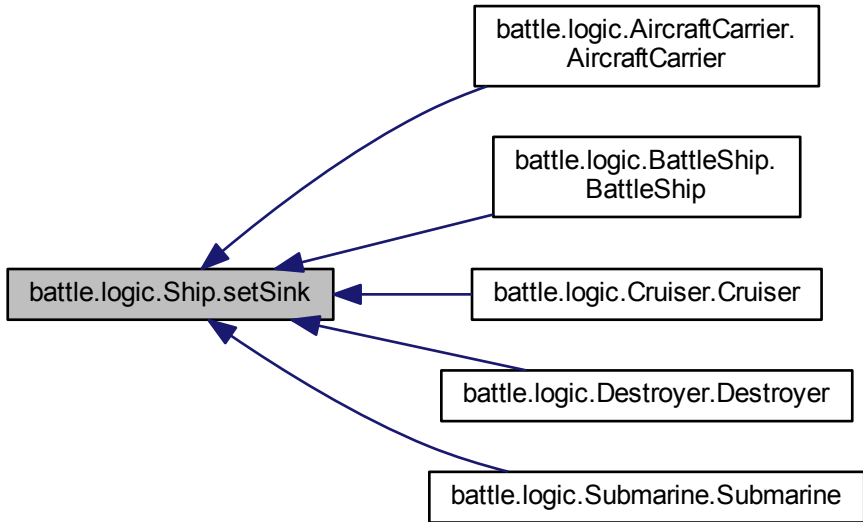 battle.logic.AircraftCarrier.
AircraftCarrier
battle.logic.BattleShip.
BattleShip
battle.logic.Ship.setSink
battle.logic.Cruiser.Cruiser
battle.logic.Destroyer.Destroyer
battle.logic.Submarine.Submarine